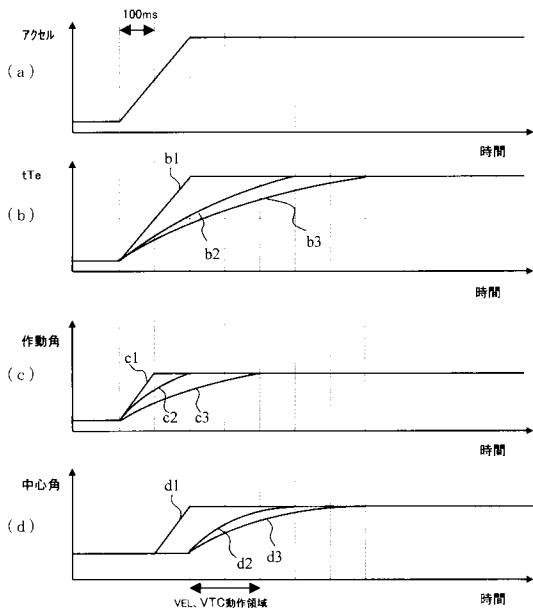 100ms
アクセル
(a)
時間
tTe
b1
(b)
b2
b3
時間
作動角
c1
(c)
c2
c3
時間
中心角
d1
(d)
d2
d3
時間
VEL、VTC動作領域